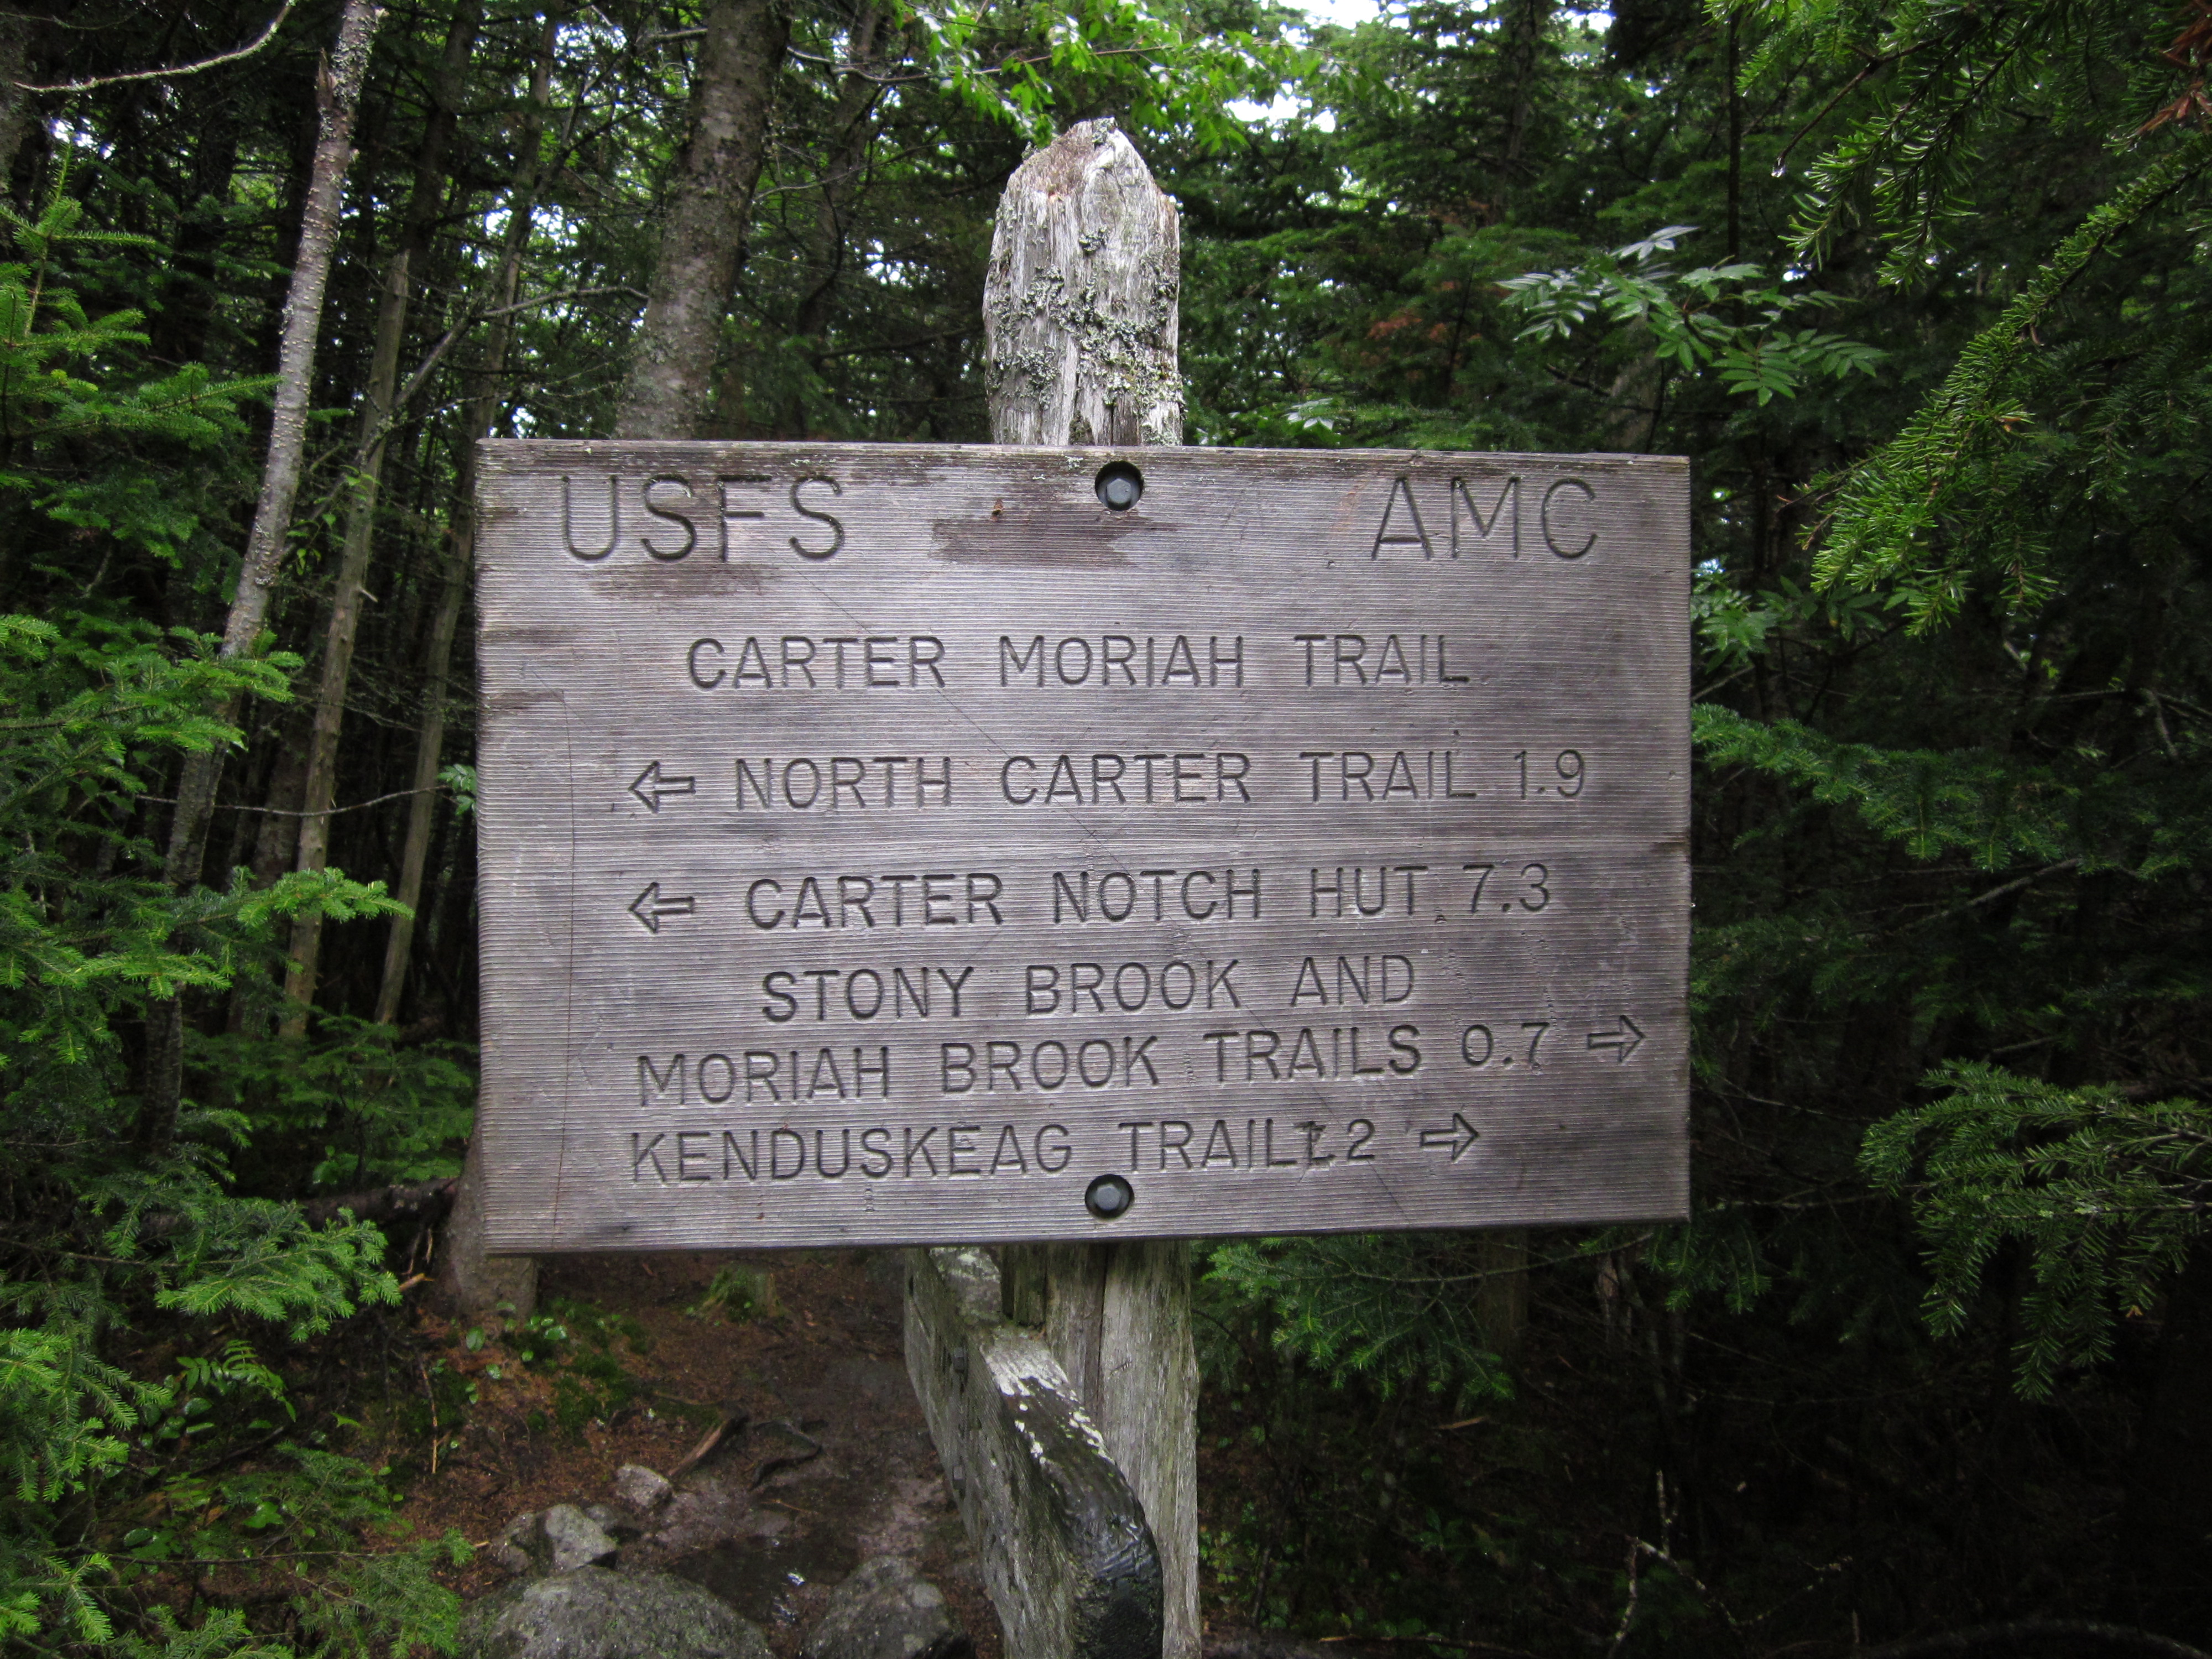 USFS AMC
CARTER MORIAH TRAIL
← NORTH CARTER TRAIL 1.9
← CARTER NOTCH HUT 7.3
STONY BROOK AND
MORIAH BROOK TRAILS 0.7 →
KENDUSKEAG TRAIL 1.2 →